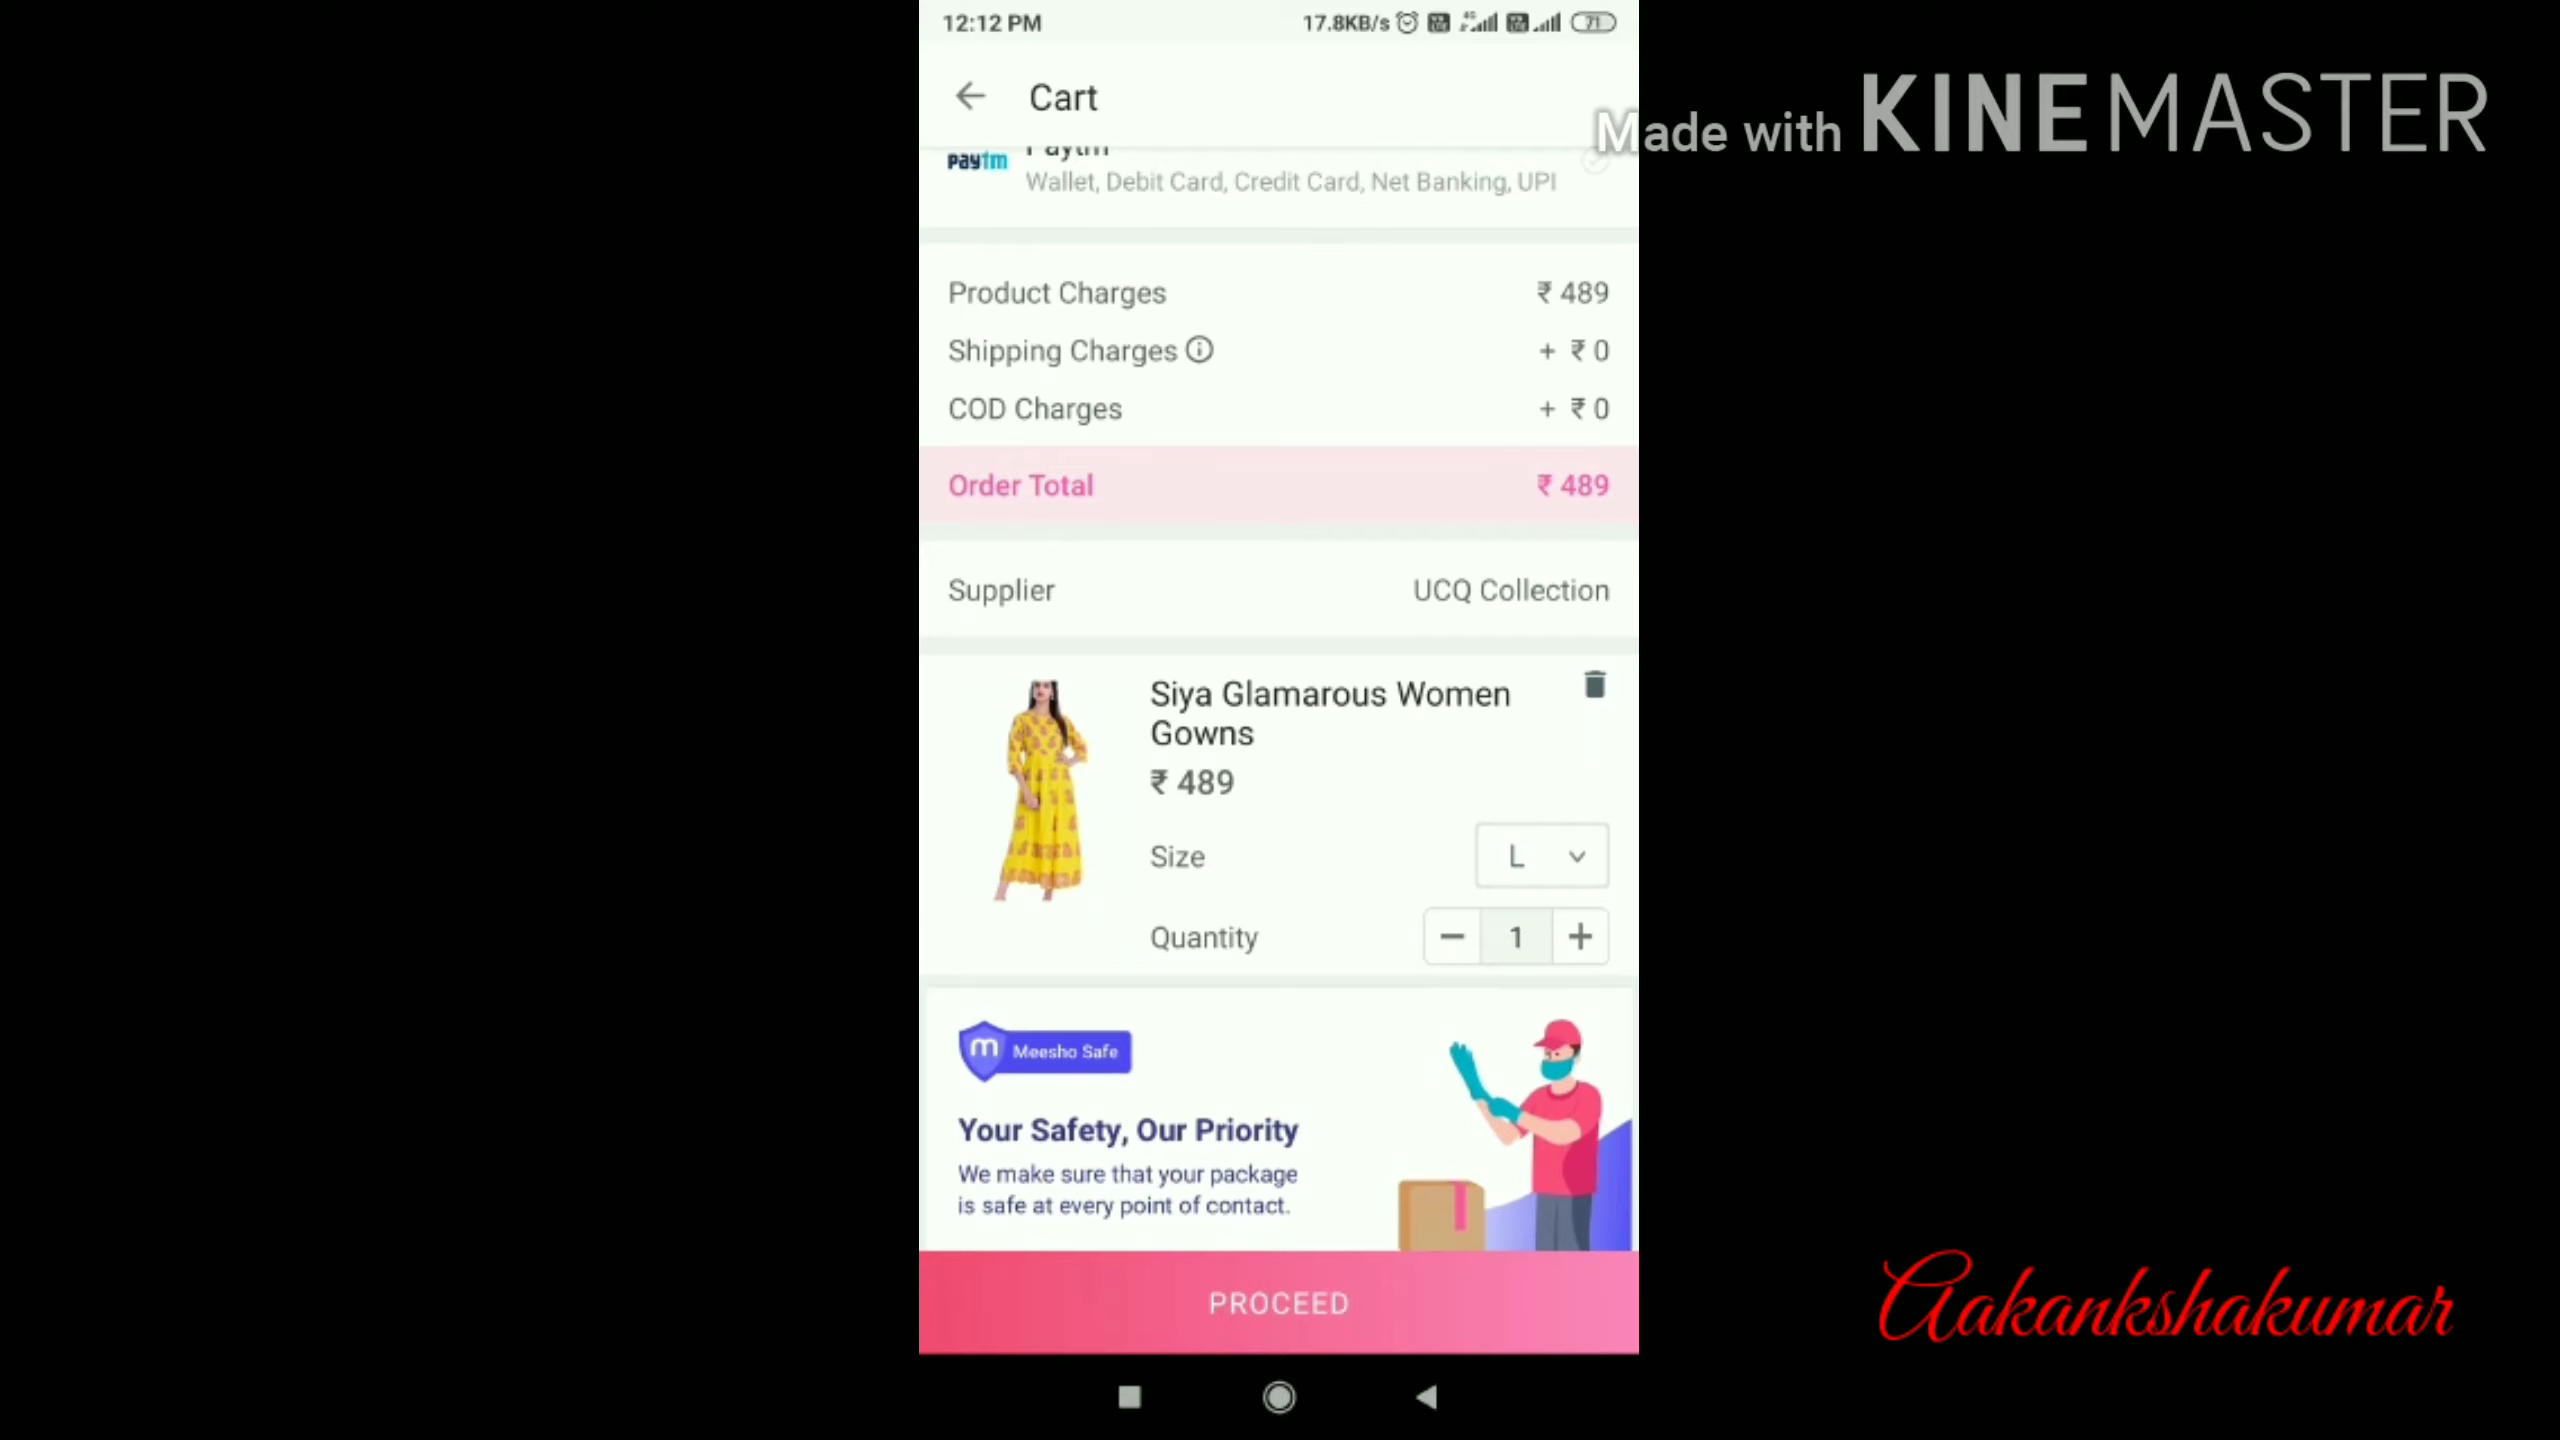 12:12 PM 17.8KB/s 4G 71
Made with KINEMASTER
Cart
paytm Paytm
Wallet, Debit Card, Credit Card, Net Banking, UPI
Product Charges ₹ 489
Shipping Charges + ₹ 0
COD Charges + ₹ 0
Order Total ₹ 489
Supplier UCQ Collection
Siya Glamarous Women
Gowns
₹ 489
Size L
Quantity − 1 +
m Meesho Safe
Your Safety, Our Priority
We make sure that your package
is safe at every point of contact.
PROCEED
Aakankshakumar